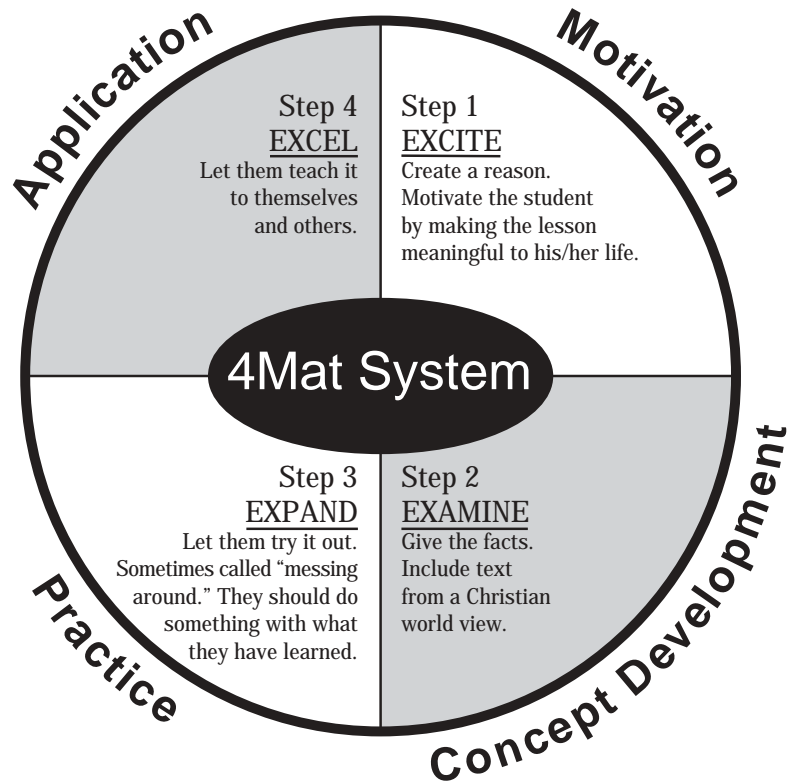 Motivation
Step 1
EXCITE
Create a reason.
Motivate the student
by making the lesson
meaningful to his/her life.
Concept Development
Step 2
EXAMINE
Give the facts.
Include text
from a Christian
world view.
Practice
Step 3
EXPAND
Let them try it out.
Sometimes called “messing
around.” They should do
something with what
they have learned.
Application
Step 4
EXCEL
Let them teach it
to themselves
and others.
4Mat System